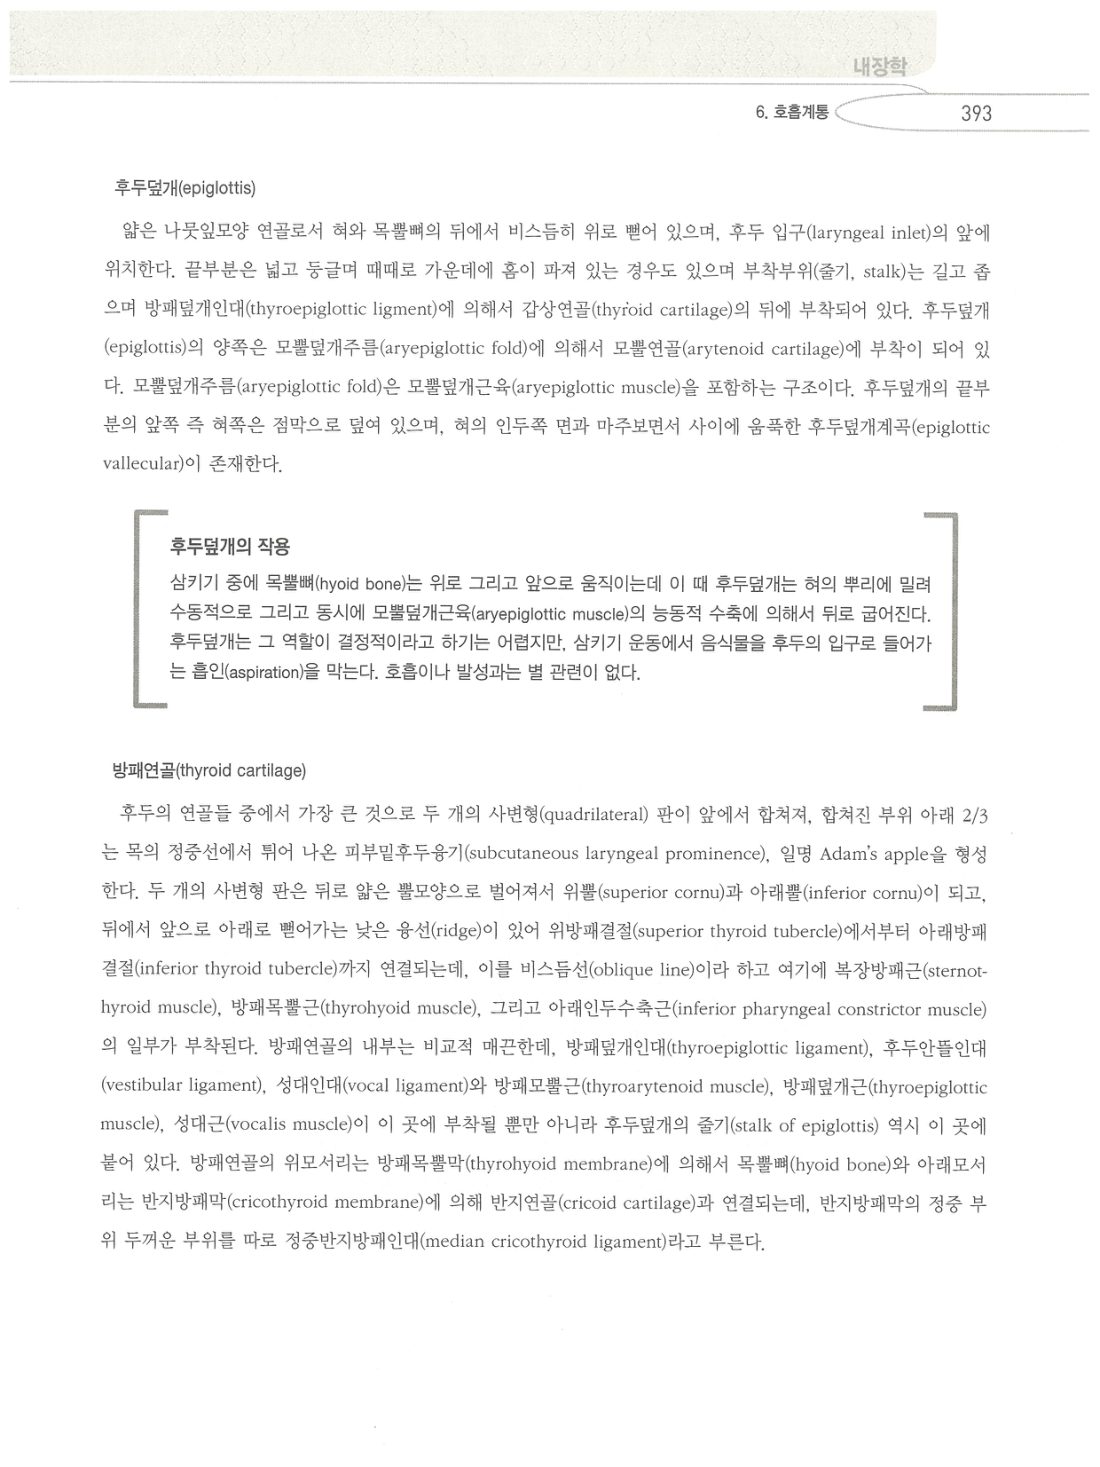 내장학
6. 호흡계통
393
후두덮개(epiglottis)
얇은 나뭇잎모양 연골로서 혀와 목뿔뼈의 뒤에서 비스듬히 위로 뻗어 있으며, 후두 입구(laryngeal inlet)의 앞에
위치한다. 끝부분은 넓고 둥글며 때때로 가운데에 홈이 파져 있는 경우도 있으며 부착부위(줄기, stalk)는 길고 좁
으며 방패덮개인대(thyroepiglottic ligment)에 의해서 갑상연골(thyroid cartilage)의 뒤에 부착되어 있다. 후두덮개
(epiglottis)의 양쪽은 모뿔덮개주름(aryepiglottic fold)에 의해서 모뿔연골(arytenoid cartilage)에 부착이 되어 있
다. 모뿔덮개주름(aryepiglottic fold)은 모뿔덮개근육(aryepiglottic muscle)을 포함하는 구조이다. 후두덮개의 끝부
분의 앞쪽 즉 혀쪽은 점막으로 덮여 있으며, 혀의 인두쪽 면과 마주보면서 사이에 움푹한 후두덮개계곡(epiglottic
vallecular)이 존재한다.
후두덮개의 작용
삼키기 중에 목뿔뼈(hyoid bone)는 위로 그리고 앞으로 움직이는데 이 때 후두덮개는 혀의 뿌리에 밀려
수동적으로 그리고 동시에 모뿔덮개근육(aryepiglottic muscle)의 능동적 수축에 의해서 뒤로 굽어진다.
후두덮개는 그 역할이 결정적이라고 하기는 어렵지만, 삼키기 운동에서 음식물을 후두의 입구로 들어가
는 흡인(aspiration)을 막는다. 호흡이나 발성과는 별 관련이 없다.
방패연골(thyroid cartilage)
후두의 연골들 중에서 가장 큰 것으로 두 개의 사변형(quadrilateral) 판이 앞에서 합쳐져, 합쳐진 부위 아래 2/3
는 목의 정중선에서 튀어 나온 피부밑후두융기(subcutaneous laryngeal prominence), 일명 Adam's apple을 형성
한다. 두 개의 사변형 판은 뒤로 얇은 뿔모양으로 벌어져서 위뿔(superior cornu)과 아래뿔(inferior cornu)이 되고,
뒤에서 앞으로 아래로 뻗어가는 낮은 융선(ridge)이 있어 위방패결절(superior thyroid tubercle)에서부터 아래방패
결절(inferior thyroid tubercle)까지 연결되는데, 이를 비스듬선(oblique line)이라 하고 여기에 복장방패근(sternot-
hyroid muscle), 방패목뿔근(thyrohyoid muscle), 그리고 아래인두수축근(inferior pharyngeal constrictor muscle)
의 일부가 부착된다. 방패연골의 내부는 비교적 매끈한데, 방패덮개인대(thyroepiglottic ligament), 후두안뜰인대
(vestibular ligament), 성대인대(vocal ligament)와 방패모뿔근(thyroarytenoid muscle), 방패덮개근(thyroepiglottic
muscle), 성대근(vocalis muscle)이 이 곳에 부착될 뿐만 아니라 후두덮개의 줄기(stalk of epiglottis) 역시 이 곳에
붙어 있다. 방패연골의 위모서리는 방패목뿔막(thyrohyoid membrane)에 의해서 목뿔뼈(hyoid bone)와 아래모서
리는 반지방패막(cricothyroid membrane)에 의해 반지연골(cricoid cartilage)과 연결되는데, 반지방패막의 정중 부
위 두꺼운 부위를 따로 정중반지방패인대(median cricothyroid ligament)라고 부른다.